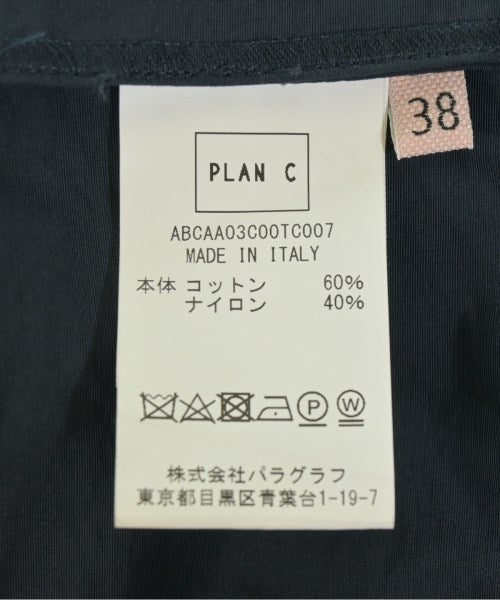 38
PLAN C
ABCAA03C00TC007
MADE IN ITALY
本体 コットン 60%
ナイロン 40%
P W
株式会社パラグラフ
東京都目黒区青葉台1-19-7